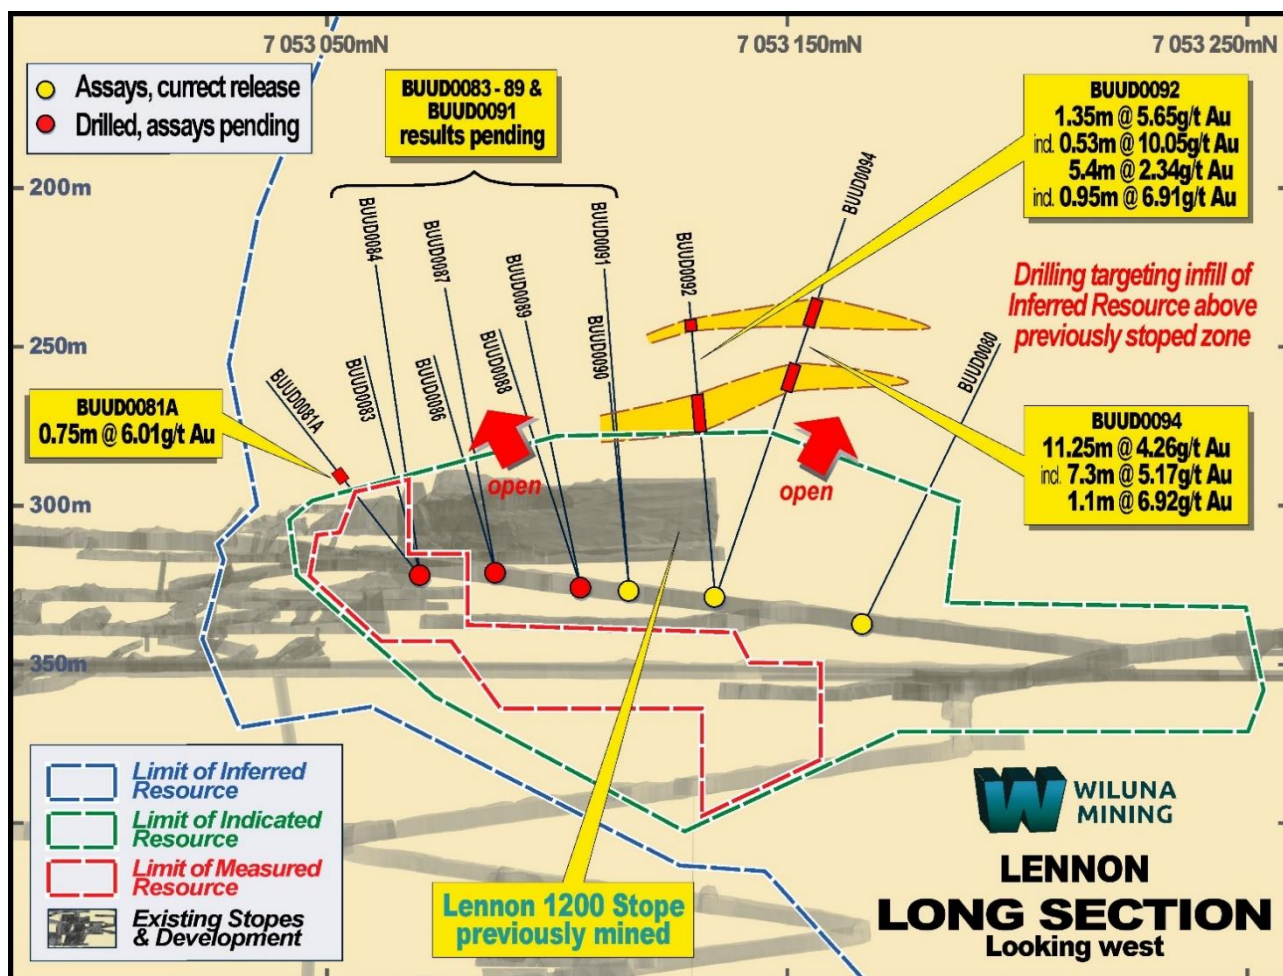 7 053 050mN
7 053 150mN
7 053 250mN
Assays, currect release
Drilled, assays pending
BUUD0083 - 89 &
BUUD0091
results pending
BUUD0092
1.35m @ 5.65g/t Au
incl. 0.53m @ 10.05g/t Au
5.4m @ 2.34g/t Au
incl. 0.95m @ 6.91g/t Au
200m
250m
300m
350m
BUUD0084
BUUD0087
BUUD0089
BUUD0091
BUUD0092
BUUD0094
BUUD0081A
BUUD0083
BUUD0086
BUUD0088
BUUD0090
BUUD0080
Drilling targeting infill of
Inferred Resource above
previously stoped zone
BUUD0081A
0.75m @ 6.01g/t Au
BUUD0094
11.25m @ 4.26g/t Au
incl. 7.3m @ 5.17g/t Au
1.1m @ 6.92g/t Au
open
open
Limit of Inferred
Resource
Limit of Indicated
Resource
Limit of Measured
Resource
Existing Stopes
& Development
Lennon 1200 Stope
previously mined
WILUNA
MINING
LENNON
LONG SECTION
Looking west